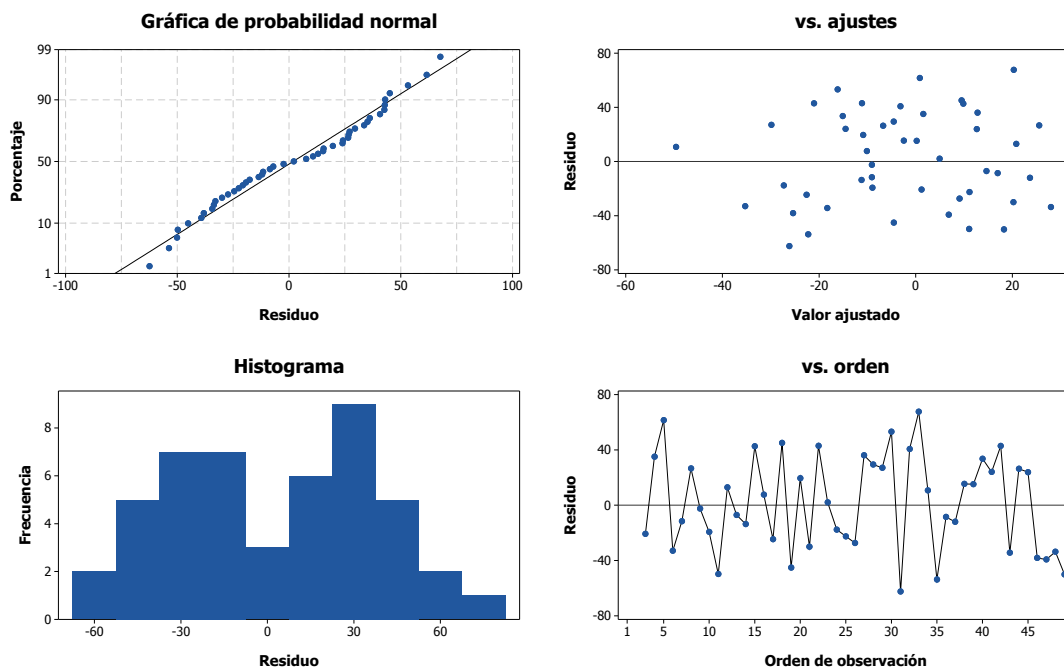 Gráfica de probabilidad normal
99
90
50
10
1
Porcentaje
-100 -50 0 50 100
Residuo
vs. ajustes
80
40
0
-40
-80
Residuo
-60 -40 -20 0 20
Valor ajustado
Histograma
8
6
4
2
0
Frecuencia
-60 -30 0 30 60
Residuo
vs. orden
80
40
0
-40
-80
Residuo
1 5 10 15 20 25 30 35 40 45
Orden de observación